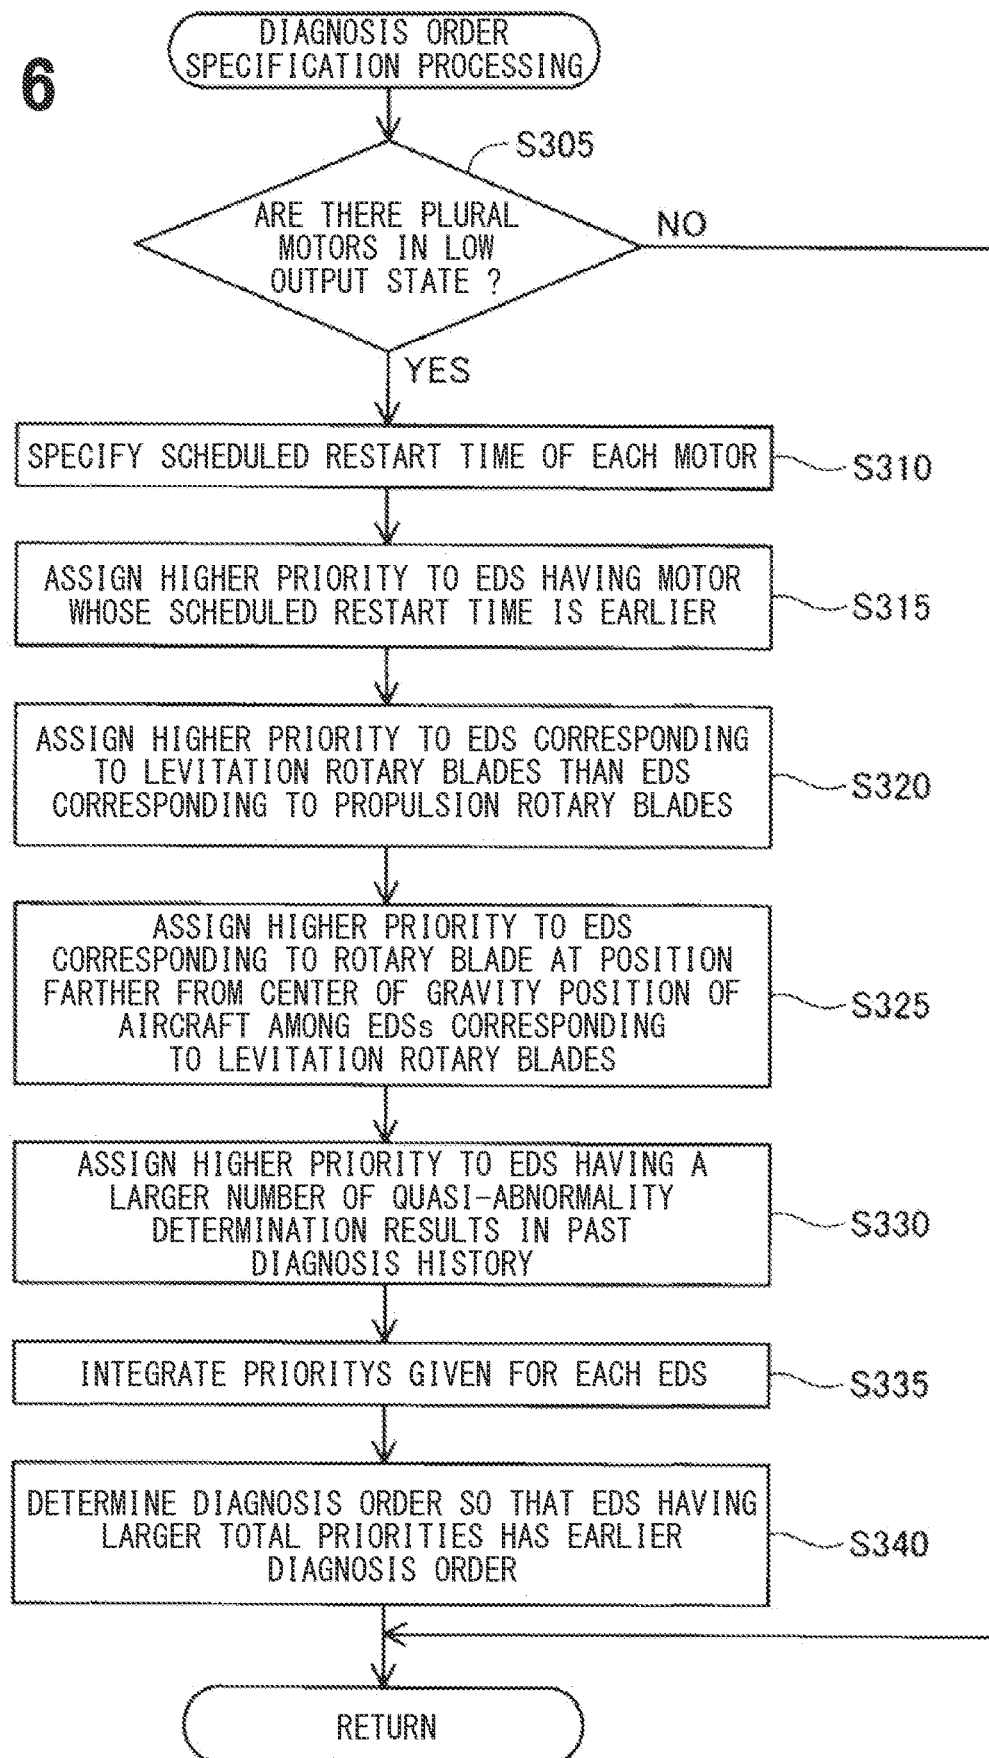 6
DIAGNOSIS ORDER
SPECIFICATION PROCESSING
S305
ARE THERE PLURAL
MOTORS IN LOW
OUTPUT STATE ?
NO
YES
SPECIFY SCHEDULED RESTART TIME OF EACH MOTOR
S310
ASSIGN HIGHER PRIORITY TO EDS HAVING MOTOR
WHOSE SCHEDULED RESTART TIME IS EARLIER
S315
ASSIGN HIGHER PRIORITY TO EDS CORRESPONDING
TO LEVITATION ROTARY BLADES THAN EDS
CORRESPONDING TO PROPULSION ROTARY BLADES
S320
ASSIGN HIGHER PRIORITY TO EDS
CORRESPONDING TO ROTARY BLADE AT POSITION
FARTHER FROM CENTER OF GRAVITY POSITION OF
AIRCRAFT AMONG EDSs CORRESPONDING
TO LEVITATION ROTARY BLADES
S325
ASSIGN HIGHER PRIORITY TO EDS HAVING A
LARGER NUMBER OF QUASI-ABNORMALITY
DETERMINATION RESULTS IN PAST
DIAGNOSIS HISTORY
S330
INTEGRATE PRIORITYS GIVEN FOR EACH EDS
S335
DETERMINE DIAGNOSIS ORDER SO THAT EDS HAVING
LARGER TOTAL PRIORITIES HAS EARLIER
DIAGNOSIS ORDER
S340
RETURN